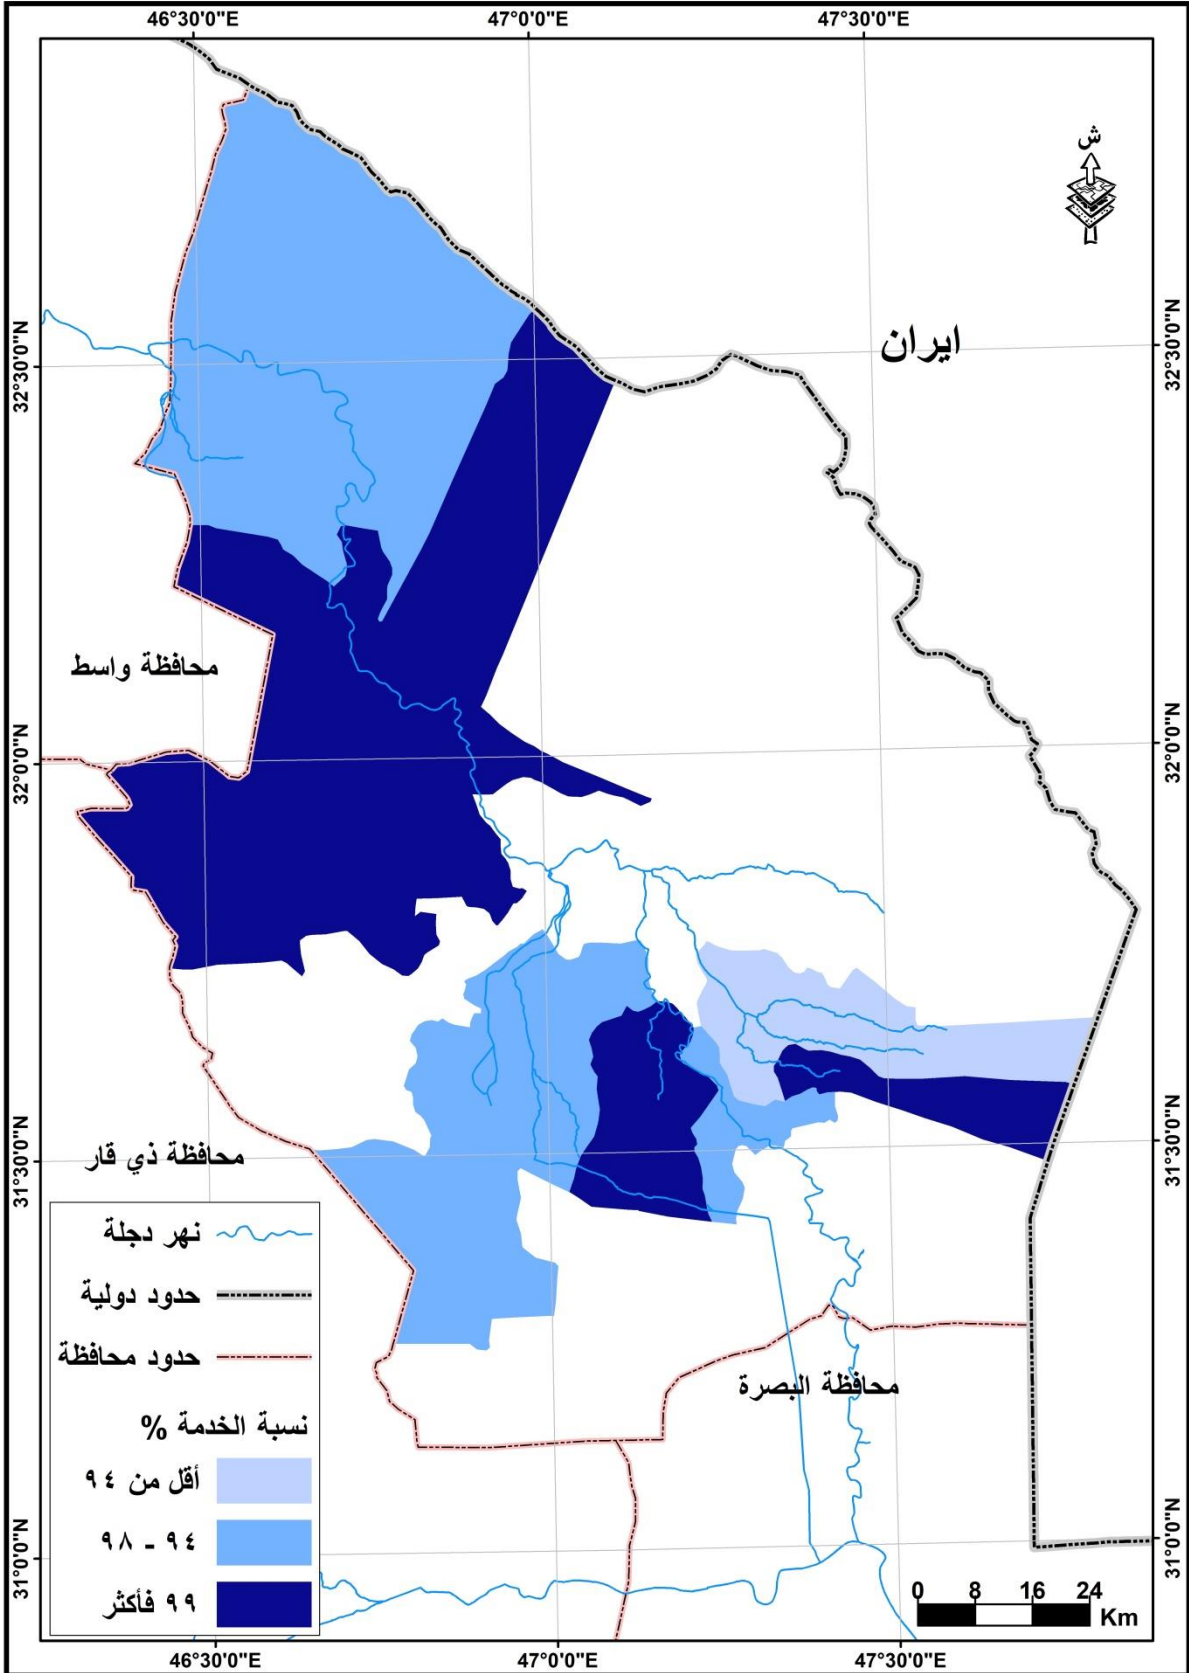 46°30'0"E 47°0'0"E 47°30'0"E
ش
ايران
32°30'0"N 32°30'0"N
محافظة واسط
32°0'0"N 32°0'0"N
محافظة ذي قار
31°30'0"N 31°30'0"N
نهر دجلة
حدود دولية
حدود محافظة
محافظة البصرة
نسبة الخدمة %
أقل من ٩٤
٩٤ - ٩٨
٩٩ فأكثر
31°0'0"N 31°0'0"N
0 8 16 24
Km
46°30'0"E 47°0'0"E 47°30'0"E